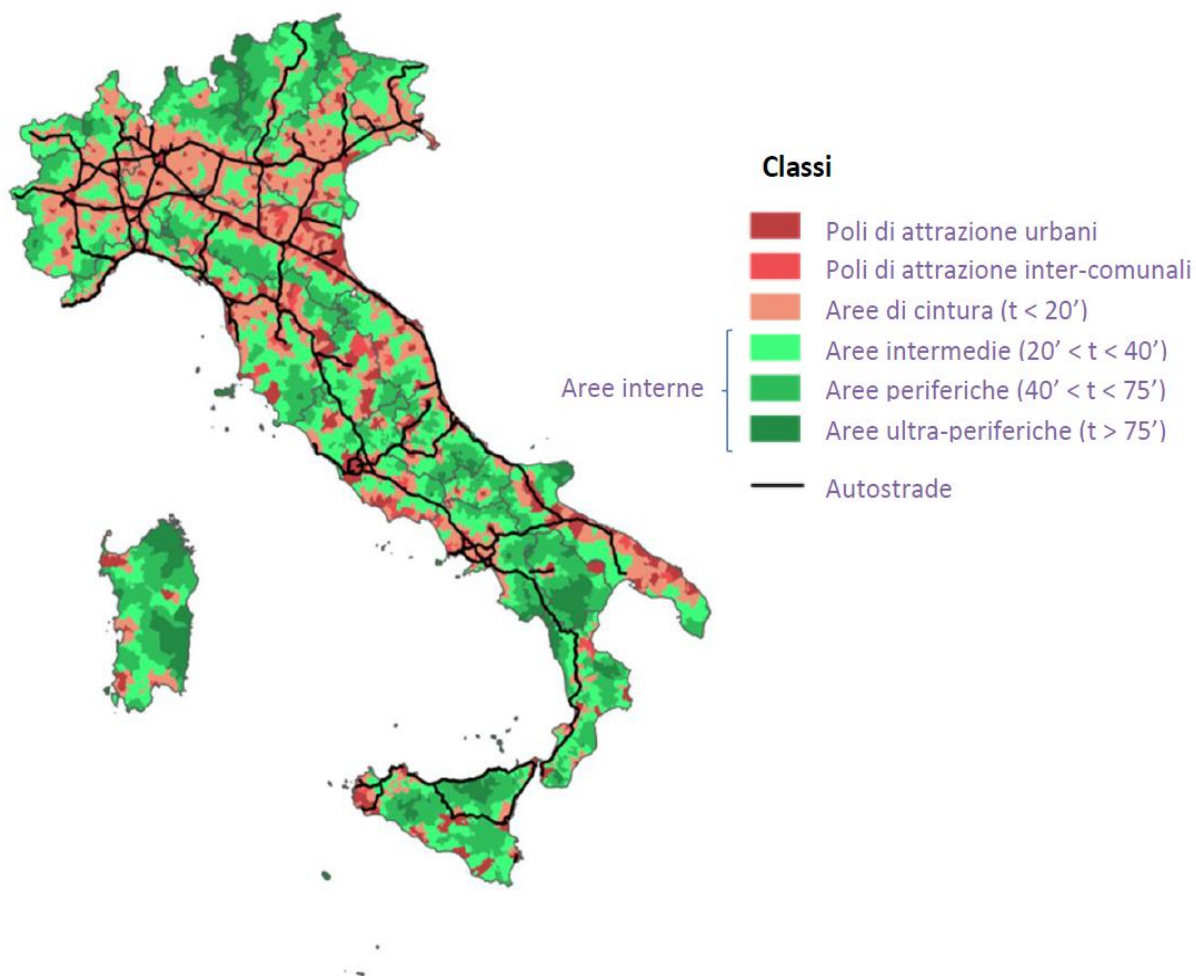 Classi
Poli di attrazione urbani
Poli di attrazione inter-comunali
Aree di cintura (t < 20’)
Aree intermedie (20’ < t < 40’)
Aree interne
Aree periferiche (40’ < t < 75’)
Aree ultra-periferiche (t > 75’)
Autostrade